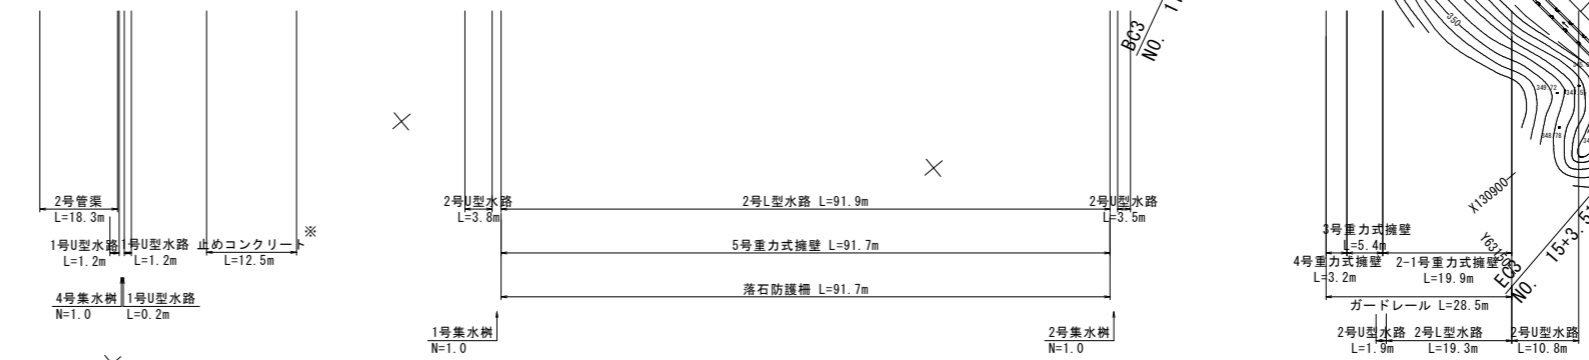 2号管渠
L=18.3m
1号U型水路
L=1.2m
1号U型水路
L=1.2m
止めコンクリート※
L=12.5m
4号集水桝
N=1.0
1号U型水路
L=0.2m
2号U型水路
L=3.8m
2号L型水路 L=91.9m
2号U型水路
L=3.5m
5号重力式擁壁 L=91.7m
落石防護柵 L=91.7m
1号集水桝
N=1.0
2号集水桝
N=1.0
BC3
NO.
350
348.72
348.78
X130900
EC3
NO. 15+3.5
3号重力式擁壁
L=5.4m
4号重力式擁壁
L=3.2m
2-1号重力式擁壁
L=19.9m
ガードレール L=28.5m
2号U型水路
L=1.9m
2号L型水路
L=19.3m
2号U型水路
L=10.8m